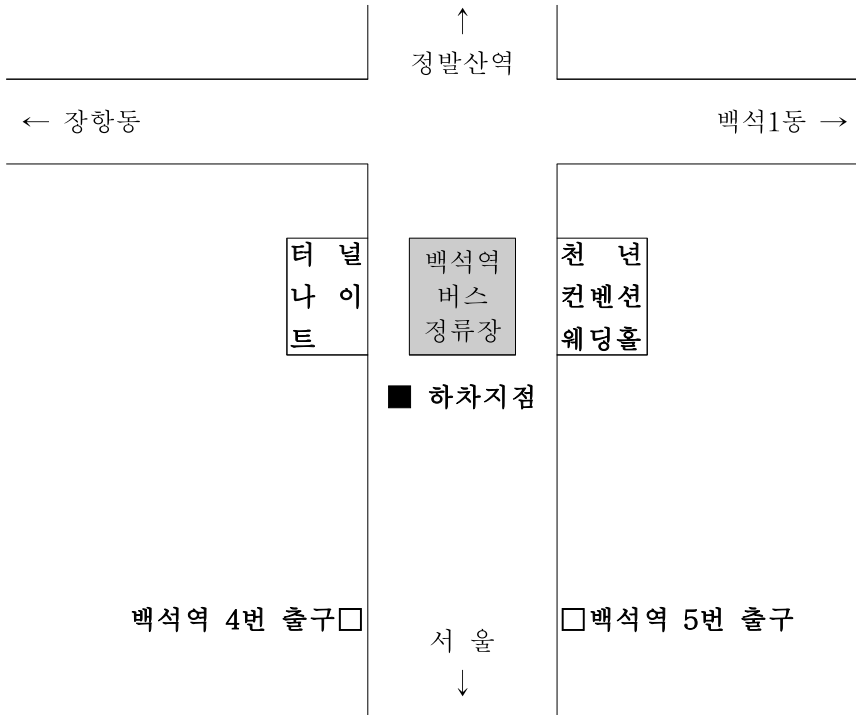 ↑
정발산역
← 장항동
백석1동 →
터 널
나 이
트
백석역
버스
정류장
천 년
컨벤션
웨딩홀
■ 하차지점
백석역 4번 출구□
□백석역 5번 출구
서 울
↓